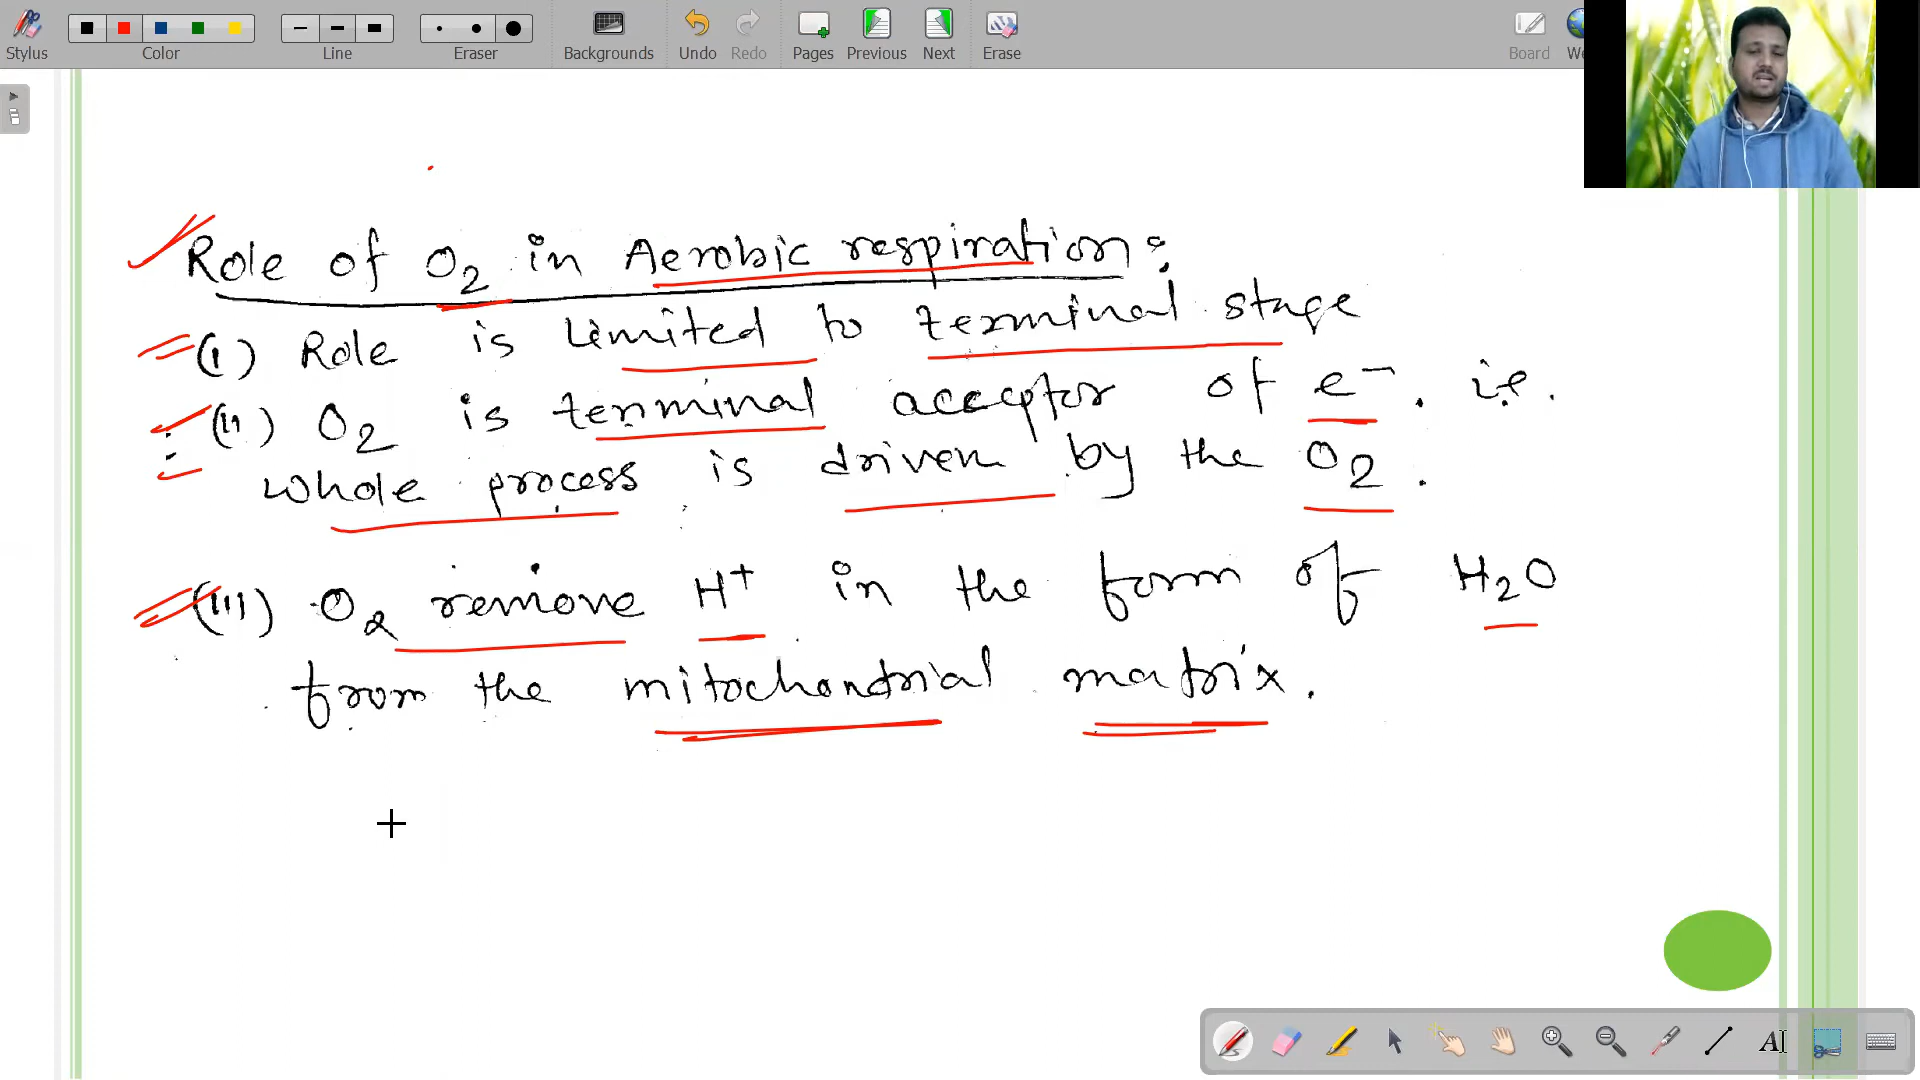 Stylus
Color
Line
Eraser
Backgrounds
Undo
Redo
Pages
Previous
Next
Erase
Board
Role of O2 in Aerobic respiration:
(i) Role is Limited to terminal stage
(ii) O2 is terminal acceptor of e⁻. i.e.
whole process is driven by the O2.
(iii) O2 remove H⁺ in the form of H2O
from the mitochondrial matrix.
AI